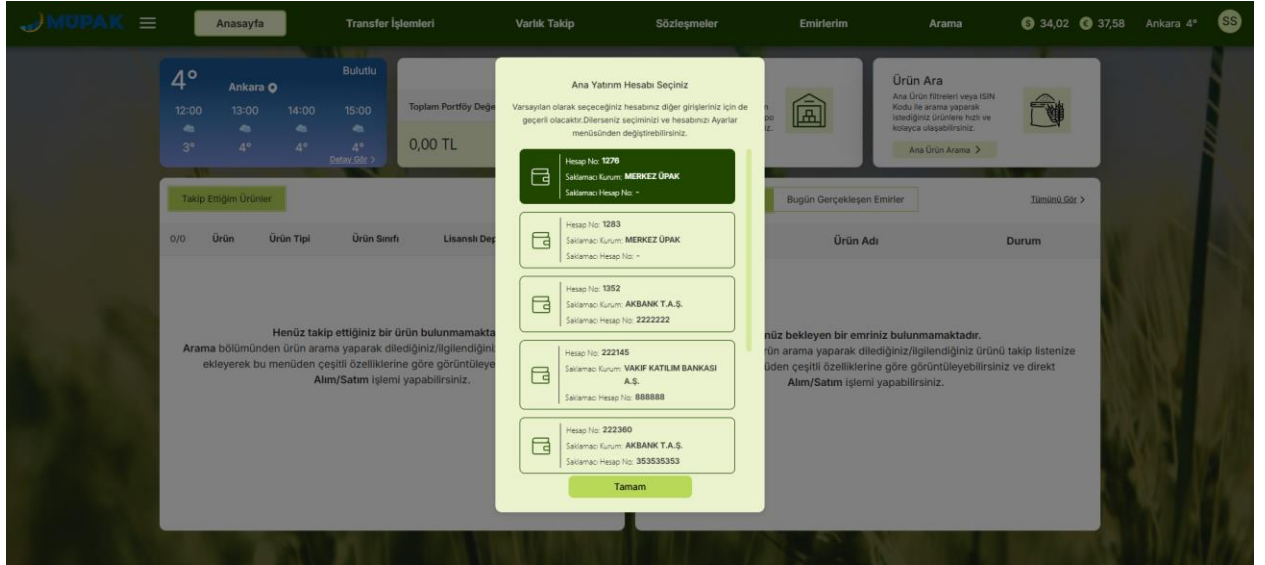 MÜPAK
Anasayfa
Transfer İşlemleri
Varlık Takip
Sözleşmeler
Emirlerim
Arama
34,02
37,58
Ankara 4°
SS
4°
Ankara
Bulutlu
12:00 13:00 14:00 15:00
3° 4° 4° 4°
Detay Gör >
Toplam Portföy Değe
0,00 TL
Ürün Ara
Ana Ürün filtreleri veya ISIN
Kodu ile arama yaparak
istediğiniz ürünlere hızlı ve
kolayca ulaşabilirsiniz.
Ana Ürün Arama >
Ana Yatırım Hesabı Seçiniz
Varsayılan olarak seçeceğiniz hesabınız diğer girişleriniz için de
geçerli olacaktır.Dilerseniz seçiminizi ve hesabınızı Ayarlar
menüsünden değiştirebilirsiniz.
Hesap No: 1276
Saklamacı Kurum: MERKEZ ÜPAK
Saklamacı Hesap No: -
Hesap No: 1283
Saklamacı Kurum: MERKEZ ÜPAK
Saklamacı Hesap No: -
Hesap No: 1352
Saklamacı Kurum: AKBANK T.A.Ş.
Saklamacı Hesap No: 2222222
Hesap No: 222145
Saklamacı Kurum: VAKIF KATILIM BANKASI
A.Ş.
Saklamacı Hesap No: 888888
Hesap No: 222360
Saklamacı Kurum: AKBANK T.A.Ş.
Saklamacı Hesap No: 353535353
Tamam
Takip Ettiğim Ürünler
0/0 Ürün Ürün Tipi Ürün Sınıfı Lisanslı Dep
Henüz takip ettiğiniz bir ürün bulunmamakta
Arama bölümünden ürün arama yaparak dilediğiniz/ilgilendiğini
ekleyerek bu menüden çeşitli özelliklerine göre görüntüleye
Alım/Satım işlemi yapabilirsiniz.
Bugün Gerçekleşen Emirler
Tümünü Gör >
Ürün Adı Durum
nüz bekleyen bir emriniz bulunmamaktadır.
ün arama yaparak dilediğiniz/ilgilendiğiniz ürünü takip listenize
üden çeşitli özelliklerine göre görüntüleyebilirsiniz ve direkt
Alım/Satım işlemi yapabilirsiniz.